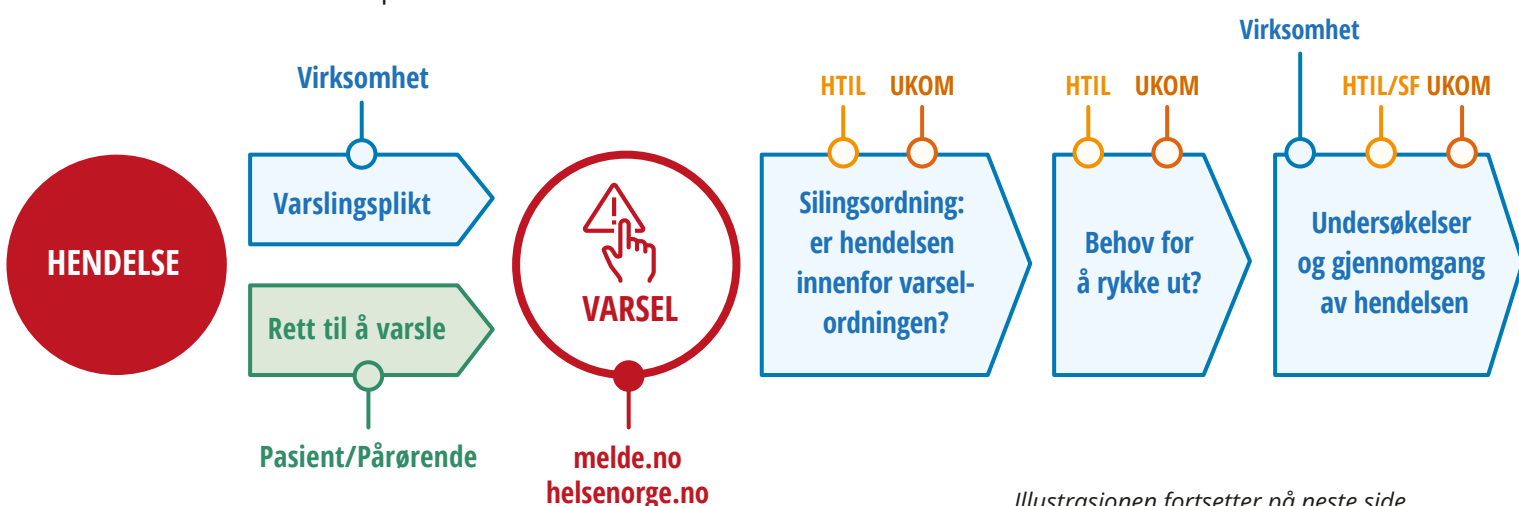 HENDELSE
Virksomhet
Varslingsplikt
Rett til å varsle
Pasient/Pårørende
VARSEL
melde.no
helsenorge.no
HTIL UKOM
Silingsordning:
er hendelsen
innenfor varsel-
ordningen?
HTIL UKOM
Behov for
å rykke ut?
Virksomhet
HTIL/SF UKOM
Undersøkelser
og gjennomgang
av hendelsen
Illustrasjonen fortsetter på neste side